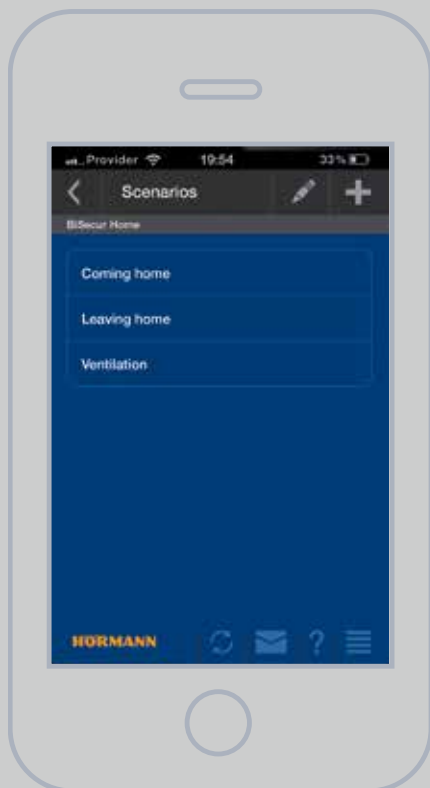 Provider 19:54 33%
Scenarios
BiSecur Home
Coming home
Leaving home
Ventilation
HÖRMANN ?